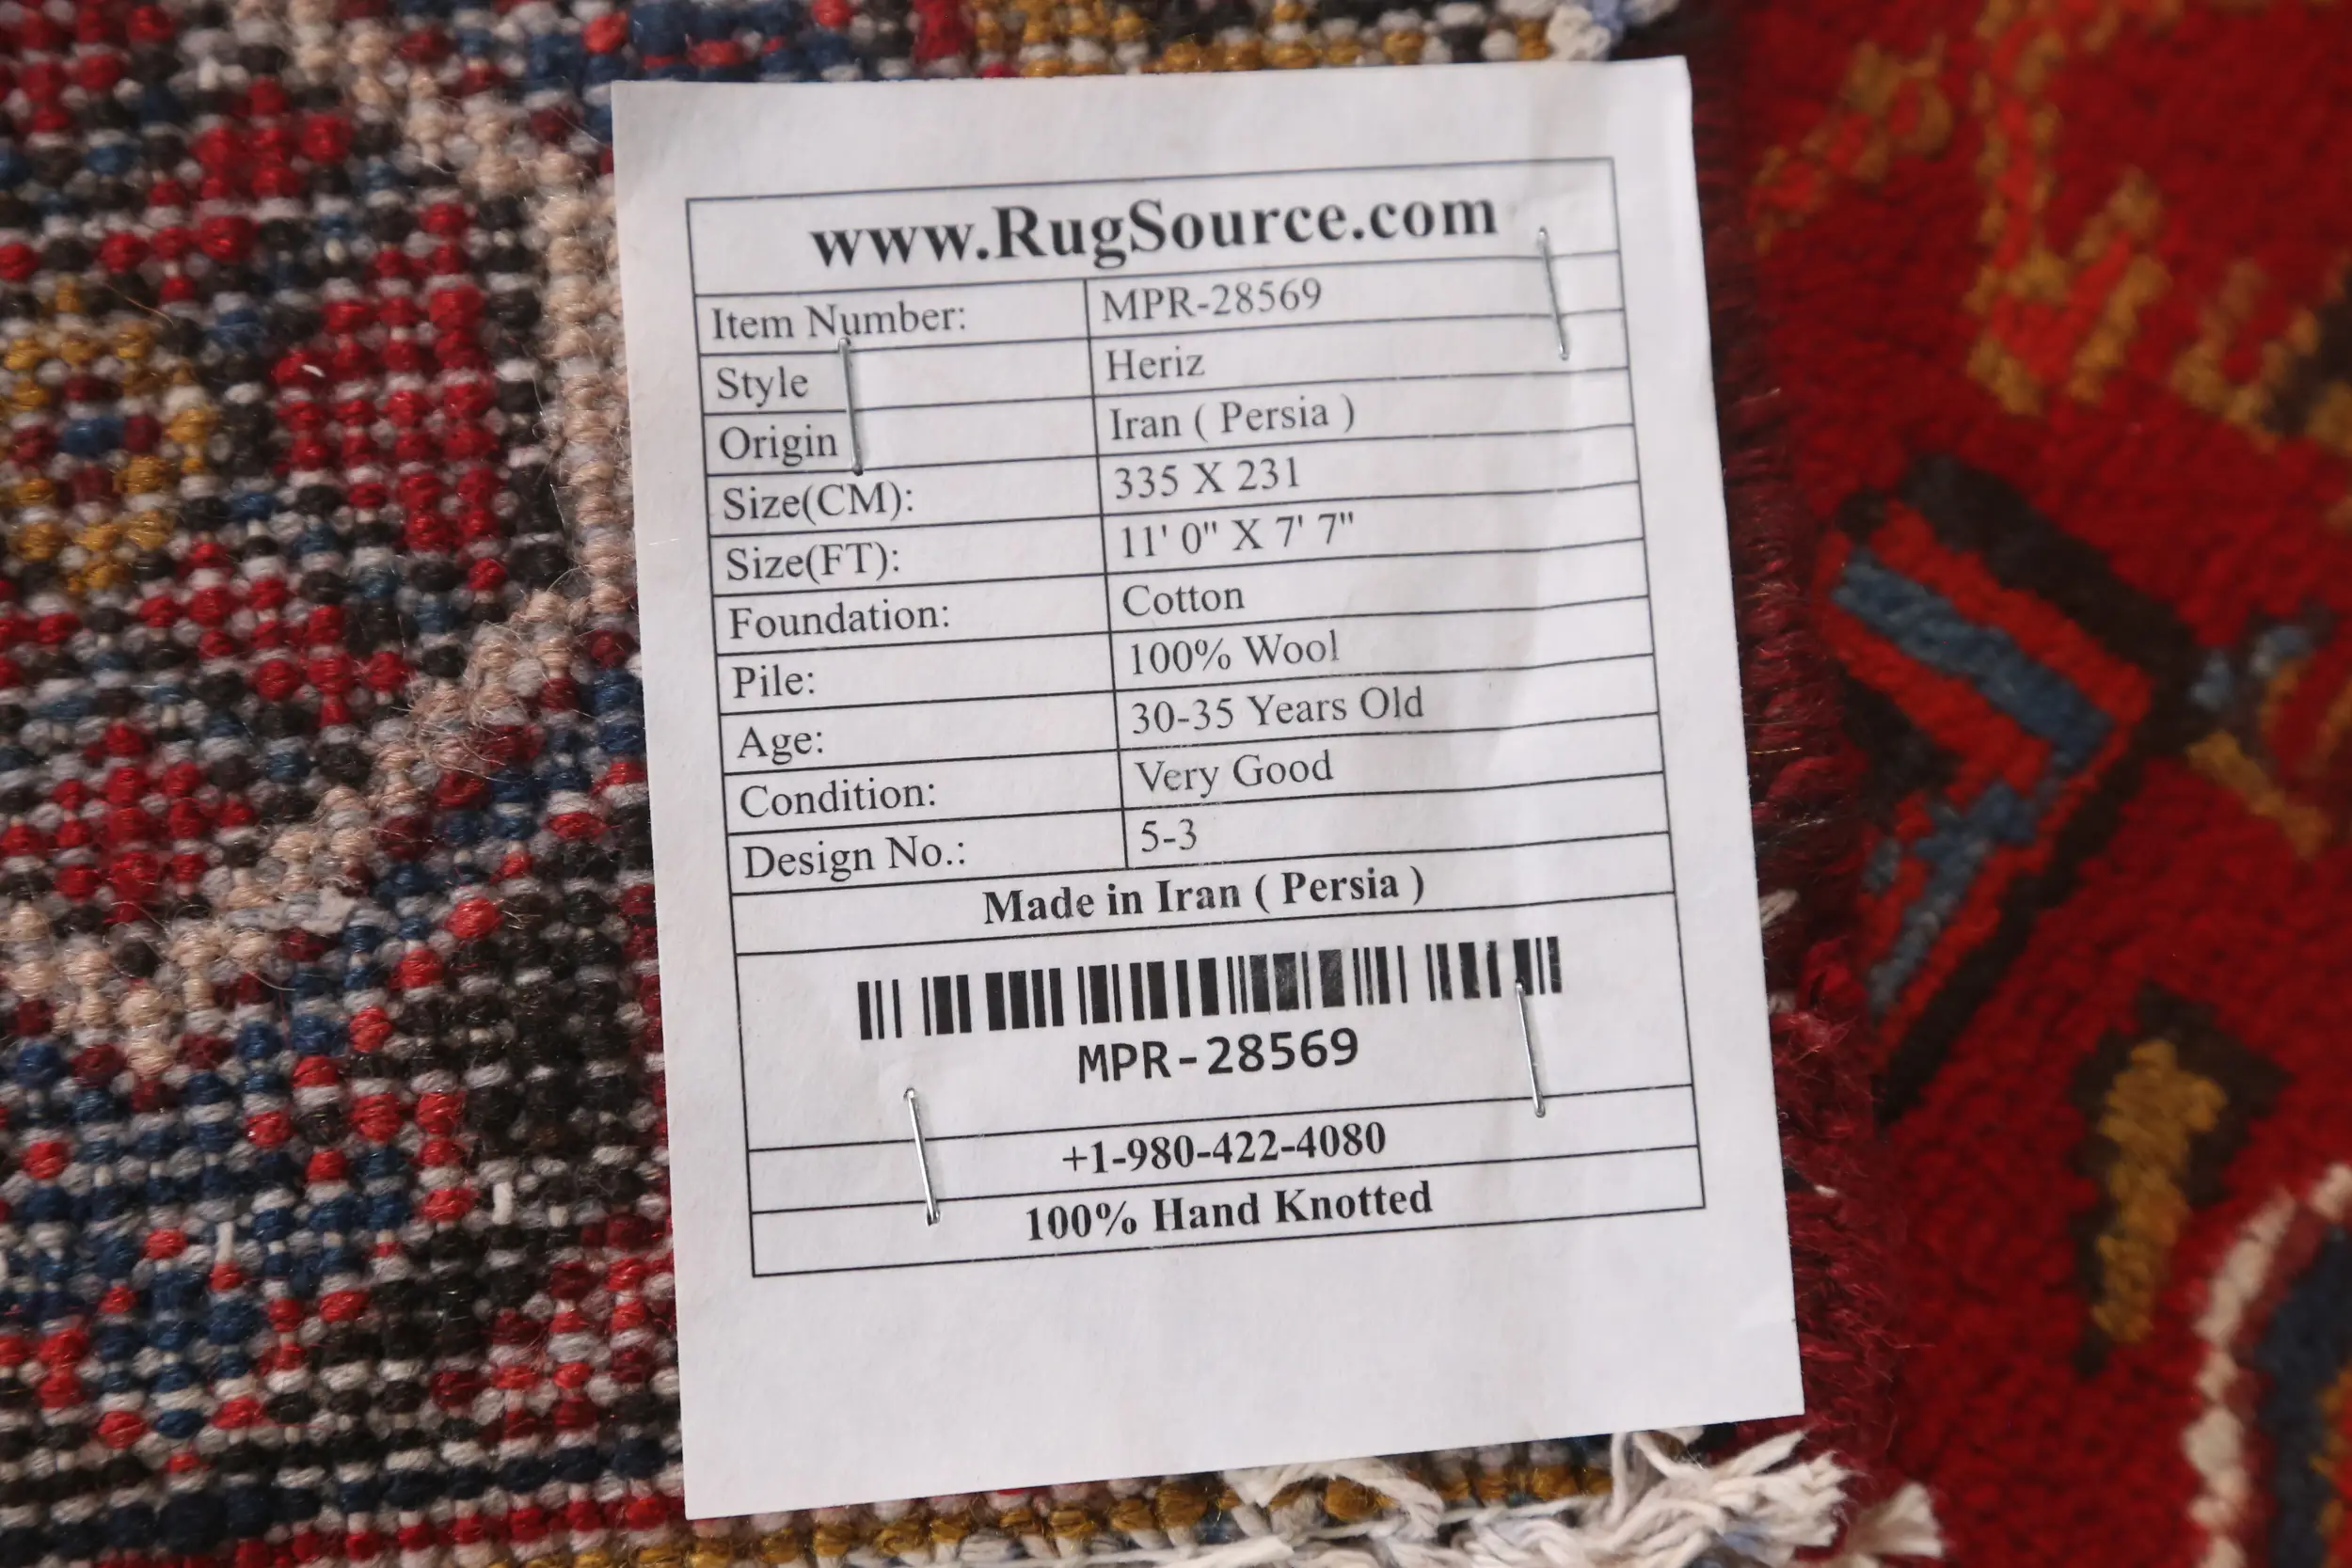 www.RugSource.com
Item Number: MPR-28569
Style Heriz
Origin Iran ( Persia )
Size(CM): 335 X 231
Size(FT): 11' 0" X 7' 7"
Foundation: Cotton
Pile: 100% Wool
Age: 30-35 Years Old
Condition: Very Good
Design No.: 5-3
Made in Iran ( Persia )
MPR-28569
+1-980-422-4080
100% Hand Knotted